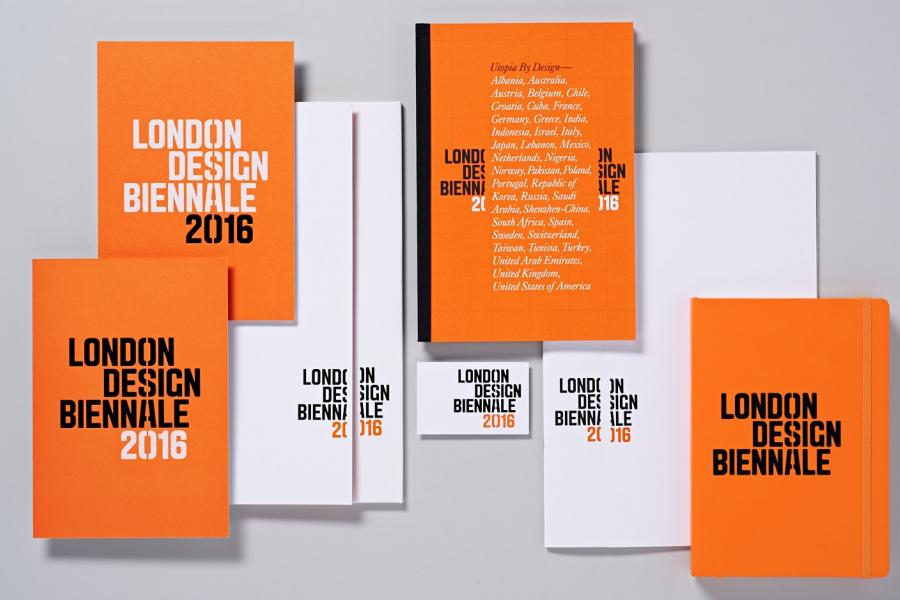 LONDON
DESIGN
BIENNALE
2016
LONDON
DESIGN
BIENNALE
2016
LONDON
DESIGN
BIENNALE
2016
Utopia By Design—
Albania, Australia,
Austria, Belgium, Chile,
Croatia, Cuba, France,
Germany, Greece, India,
Indonesia, Israel, Italy,
Japan, Lebanon, Mexico,
Netherlands, Nigeria,
Norway, Pakistan, Poland,
Portugal, Republic of
Korea, Russia, Saudi
Arabia, Shenzhen-China,
South Africa, Spain,
Sweden, Switzerland,
Taiwan, Tunisia, Turkey,
United Arab Emirates,
United Kingdom,
United States of America
LONDON
DESIGN
BIENNALE
2016
LONDON
DESIGN
BIENNALE
2016
LONDON
DESIGN
BIENNALE
2016
LONDON
DESIGN
BIENNALE